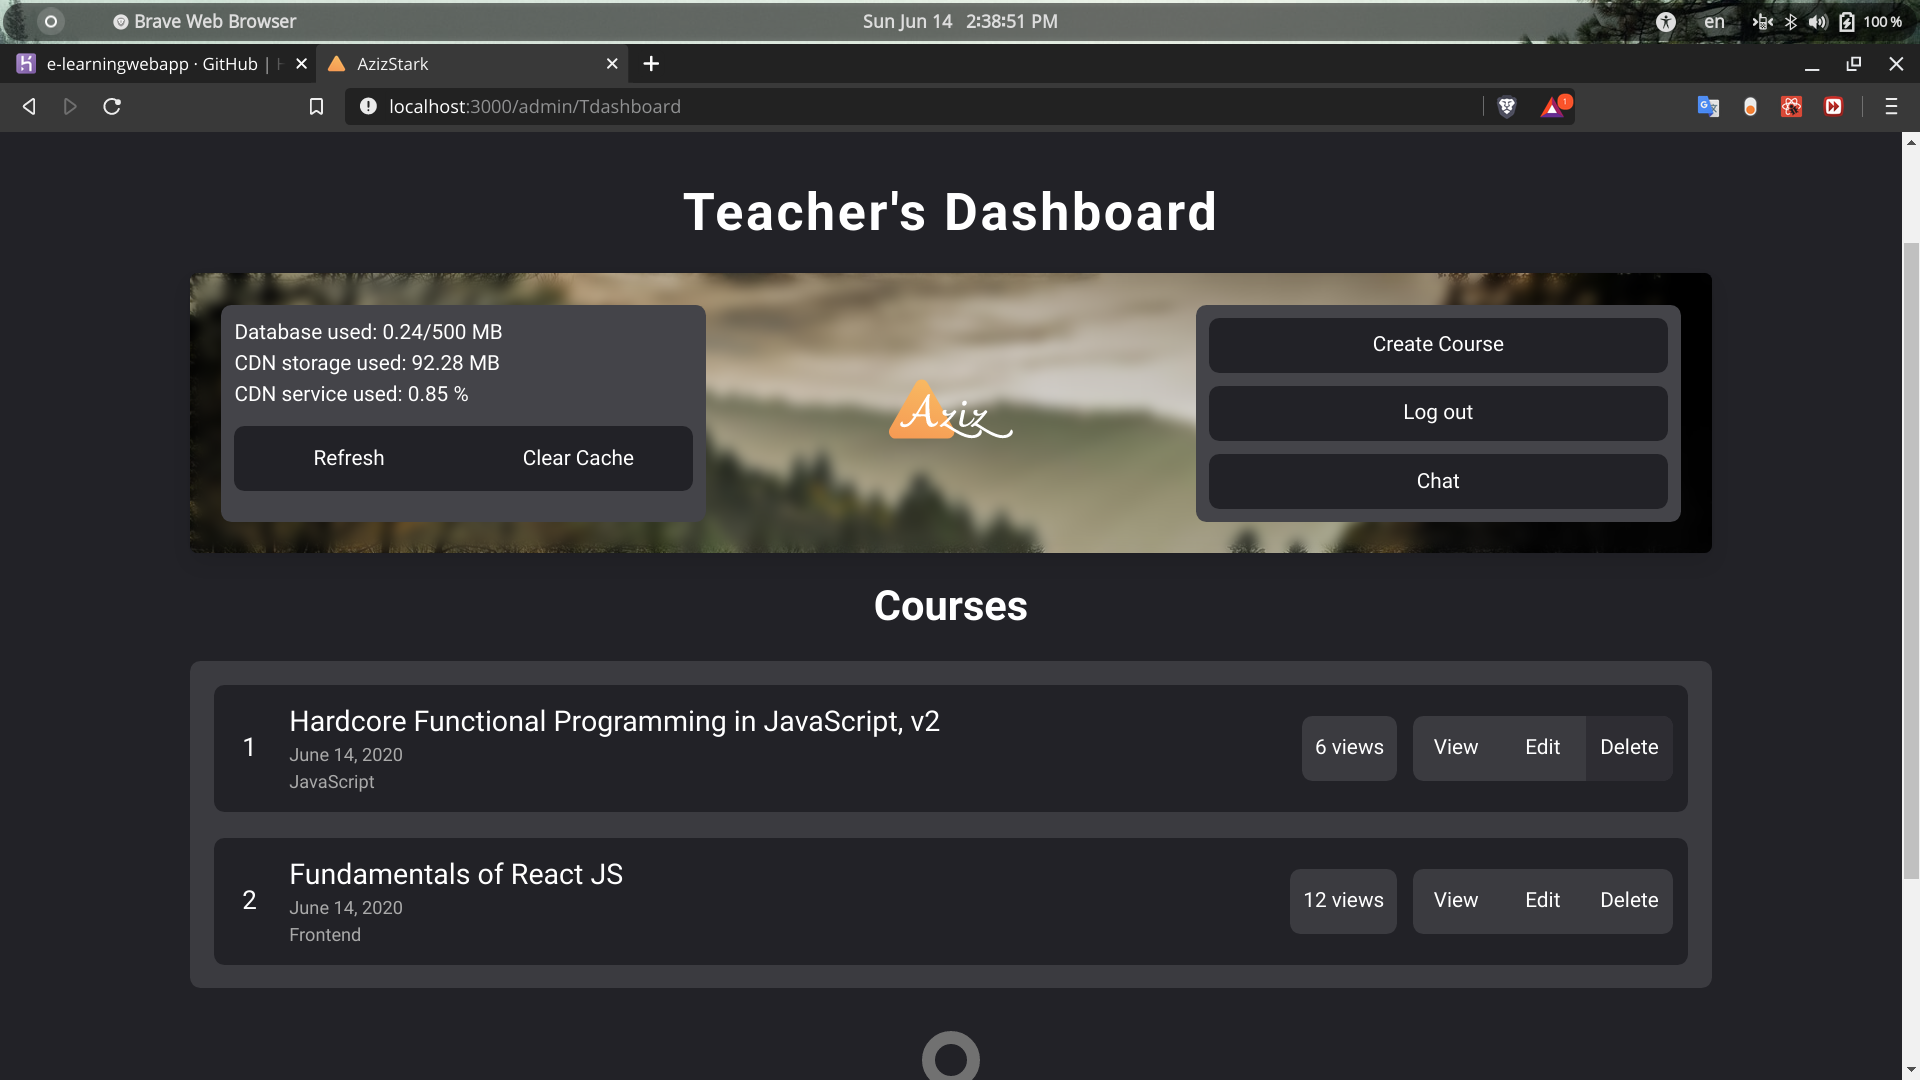 Brave Web Browser
Sun Jun 14 2:38:51 PM
en
100 %
e-learningwebapp · GitHub |
AzizStark
localhost:3000/admin/Tdashboard
1
Teacher's Dashboard
Database used: 0.24/500 MB
CDN storage used: 92.28 MB
CDN service used: 0.85 %
Refresh
Clear Cache
Aziz
Create Course
Log out
Chat
Courses
1
Hardcore Functional Programming in JavaScript, v2
June 14, 2020
JavaScript
6 views
View
Edit
Delete
2
Fundamentals of React JS
June 14, 2020
Frontend
12 views
View
Edit
Delete